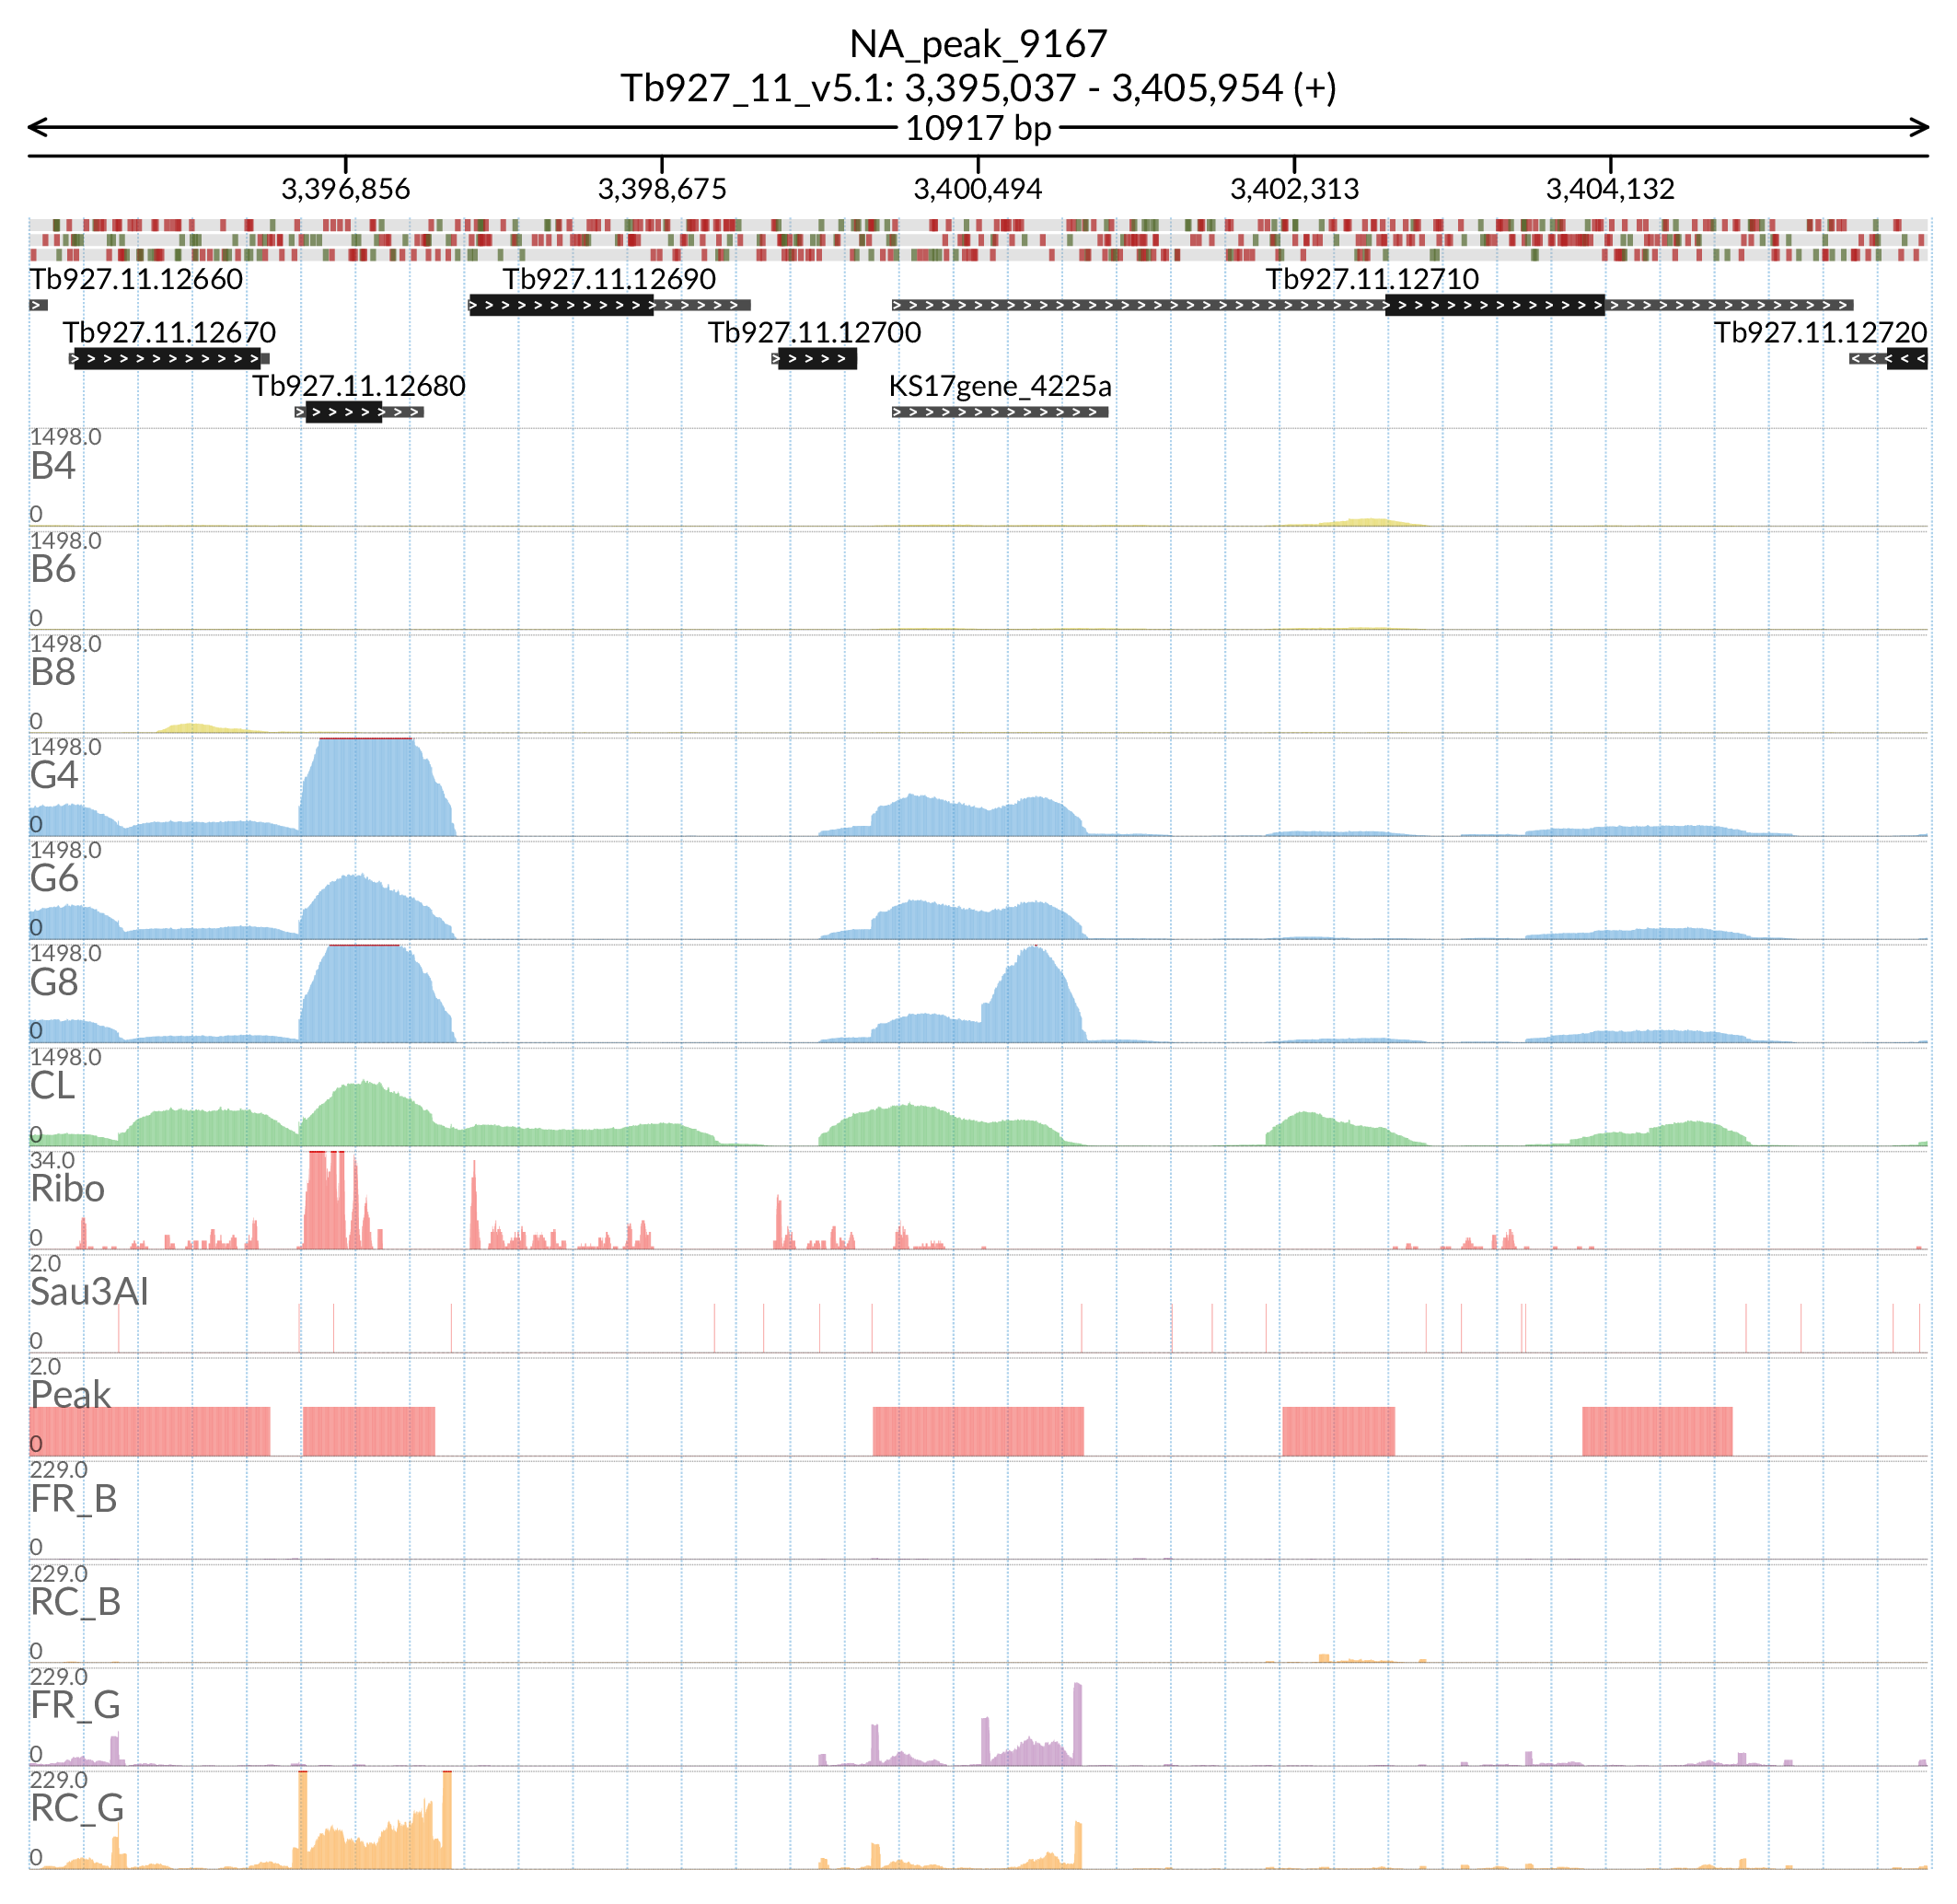 NA_peak_9167
Tb927_11_v5.1: 3,395,037 - 3,405,954 (+)
10917 bp
3,396,856 3,398,675 3,400,494 3,402,313 3,404,132
Tb927.11.12660 Tb927.11.12690 Tb927.11.12710
Tb927.11.12670 Tb927.11.12700 Tb927.11.12720
Tb927.11.12680 KS17gene_4225a
1498.0
B4
0
1498.0
B6
0
1498.0
B8
0
1498.0
G4
0
1498.0
G6
0
1498.0
G8
0
1498.0
CL
0
34.0
Ribo
0
2.0
Sau3AI
0
2.0
Peak
0
229.0
FR_B
0
229.0
RC_B
0
229.0
FR_G
0
229.0
RC_G
0